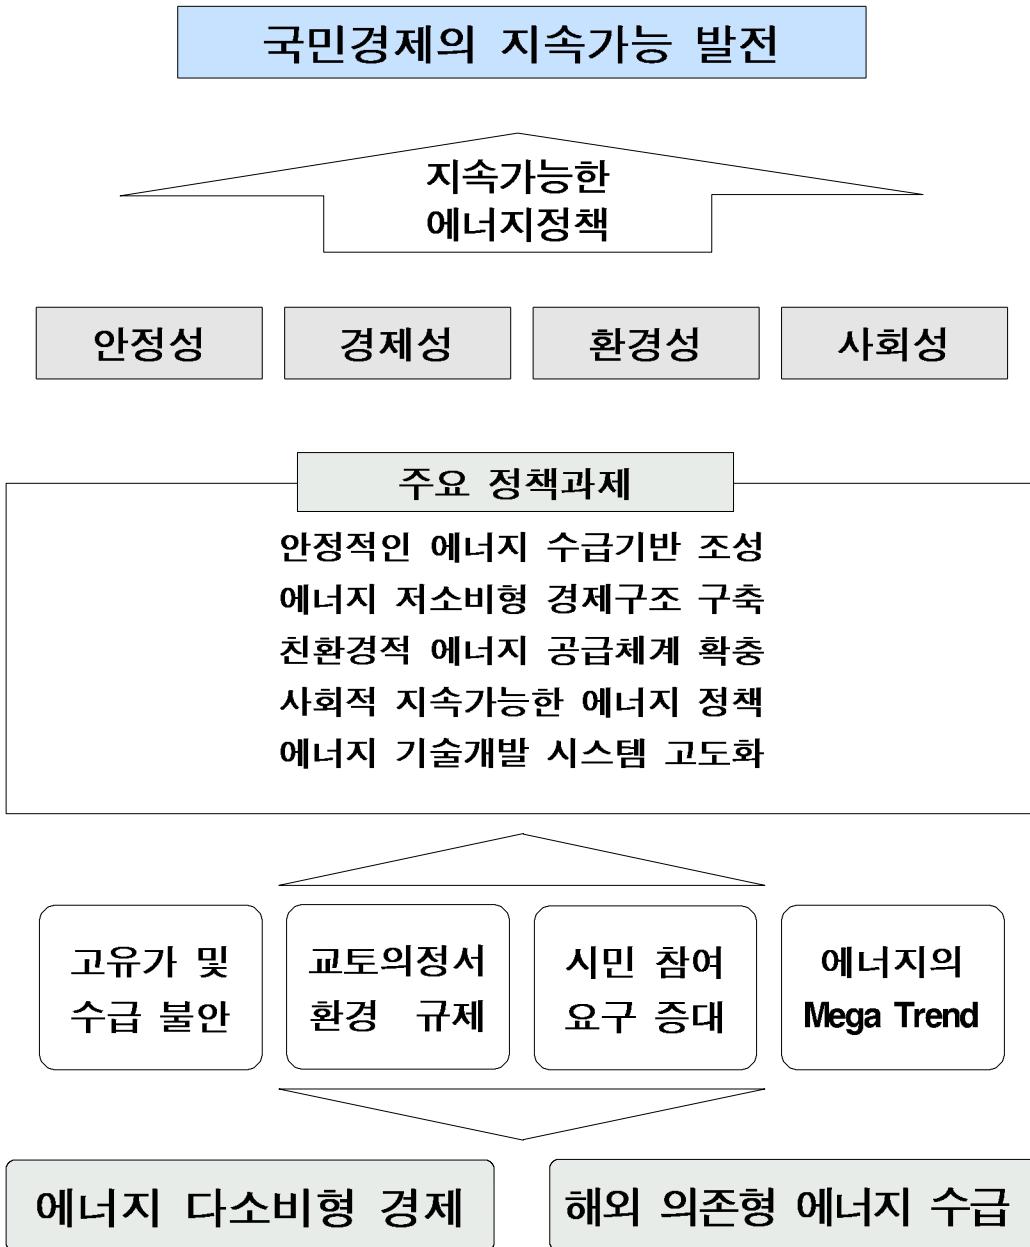 국민경제의 지속가능 발전
지속가능한
에너지정책
안정성
경제성
환경성
사회성
주요 정책과제
안정적인 에너지 수급기반 조성
에너지 저소비형 경제구조 구축
친환경적 에너지 공급체계 확충
사회적 지속가능한 에너지 정책
에너지 기술개발 시스템 고도화
고유가 및
수급 불안
교토의정서
환경 규제
시민 참여
요구 증대
에너지의
Mega Trend
에너지 다소비형 경제
해외 의존형 에너지 수급